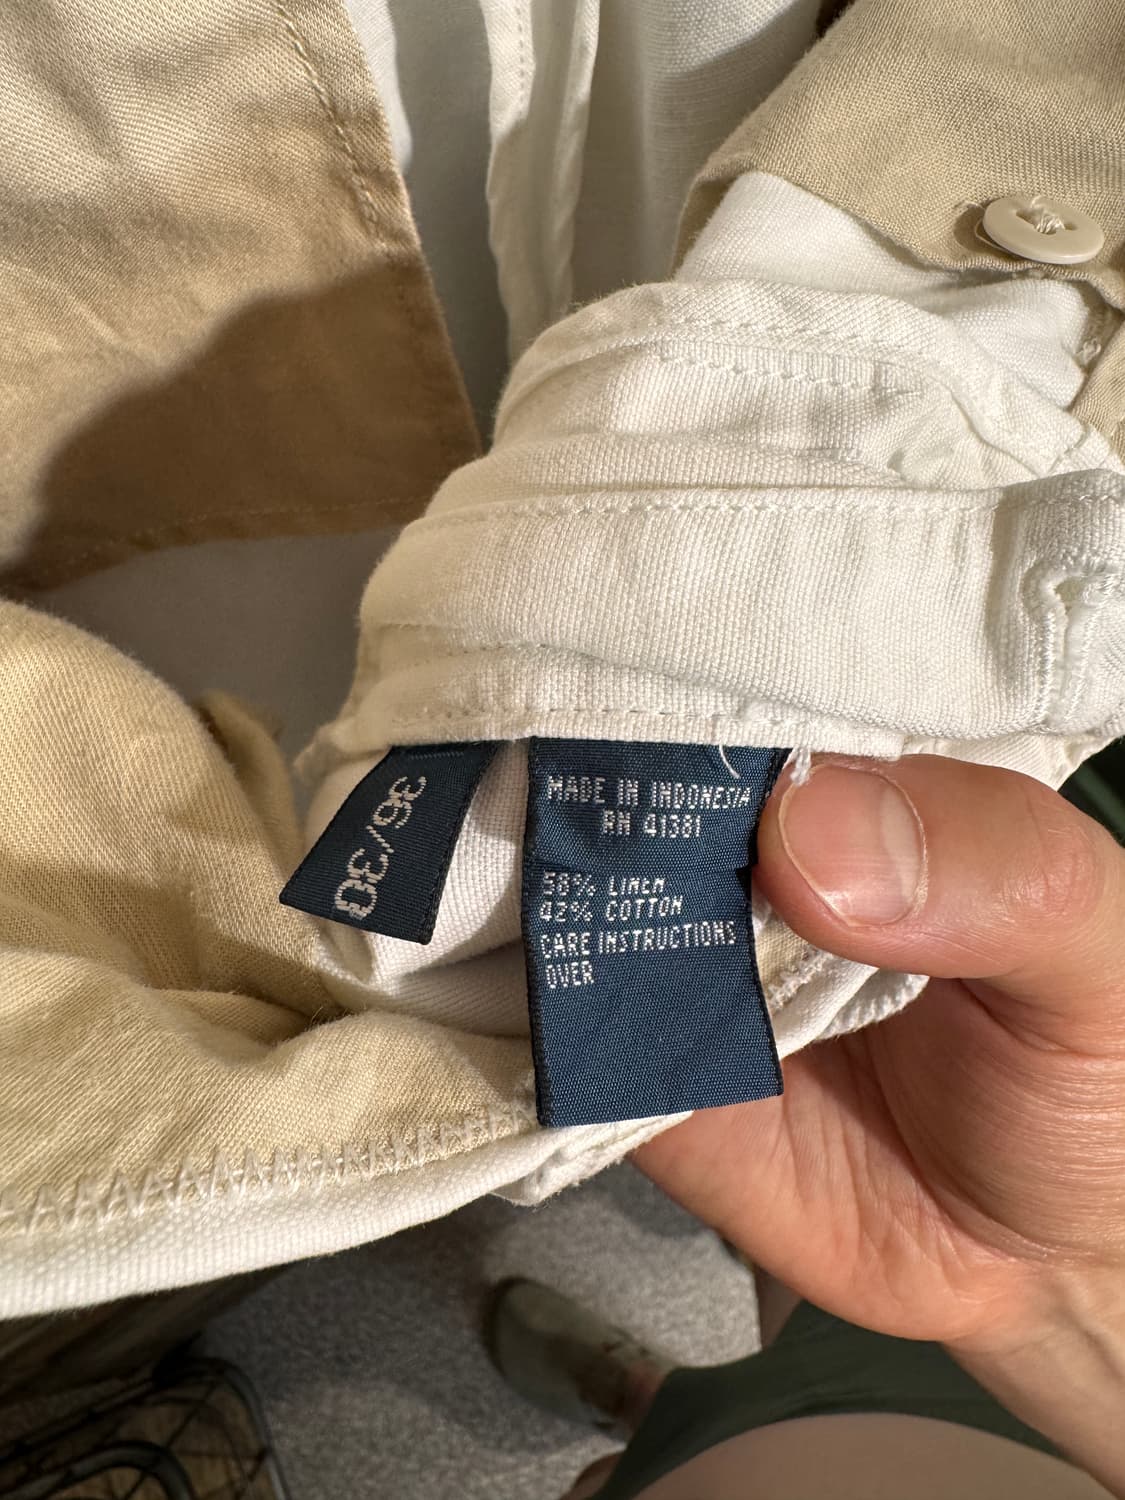 36/30
MADE IN INDONESIA
RN 41381
58% LINEN
42% COTTON
CARE INSTRUCTIONS
OVER